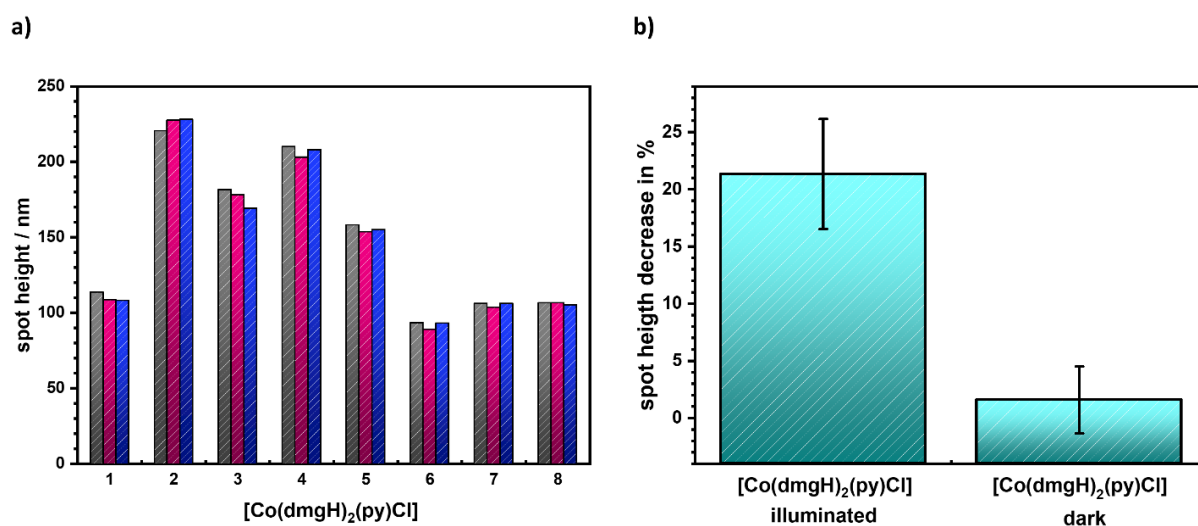 a)
250
200
150
100
50
0
spot height / nm
1 2 3 4 5 6 7 8
[Co(dmgH)₂(py)Cl]
b)
25
20
15
10
5
0
spot heigth decrease in %
[Co(dmgH)₂(py)Cl] [Co(dmgH)₂(py)Cl]
illuminated dark